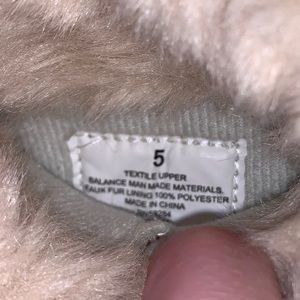 5
TEXTILE UPPER
BALANCE MAN MADE MATERIALS.
FAUX FUR LINING 100% POLYESTER
MADE IN CHINA